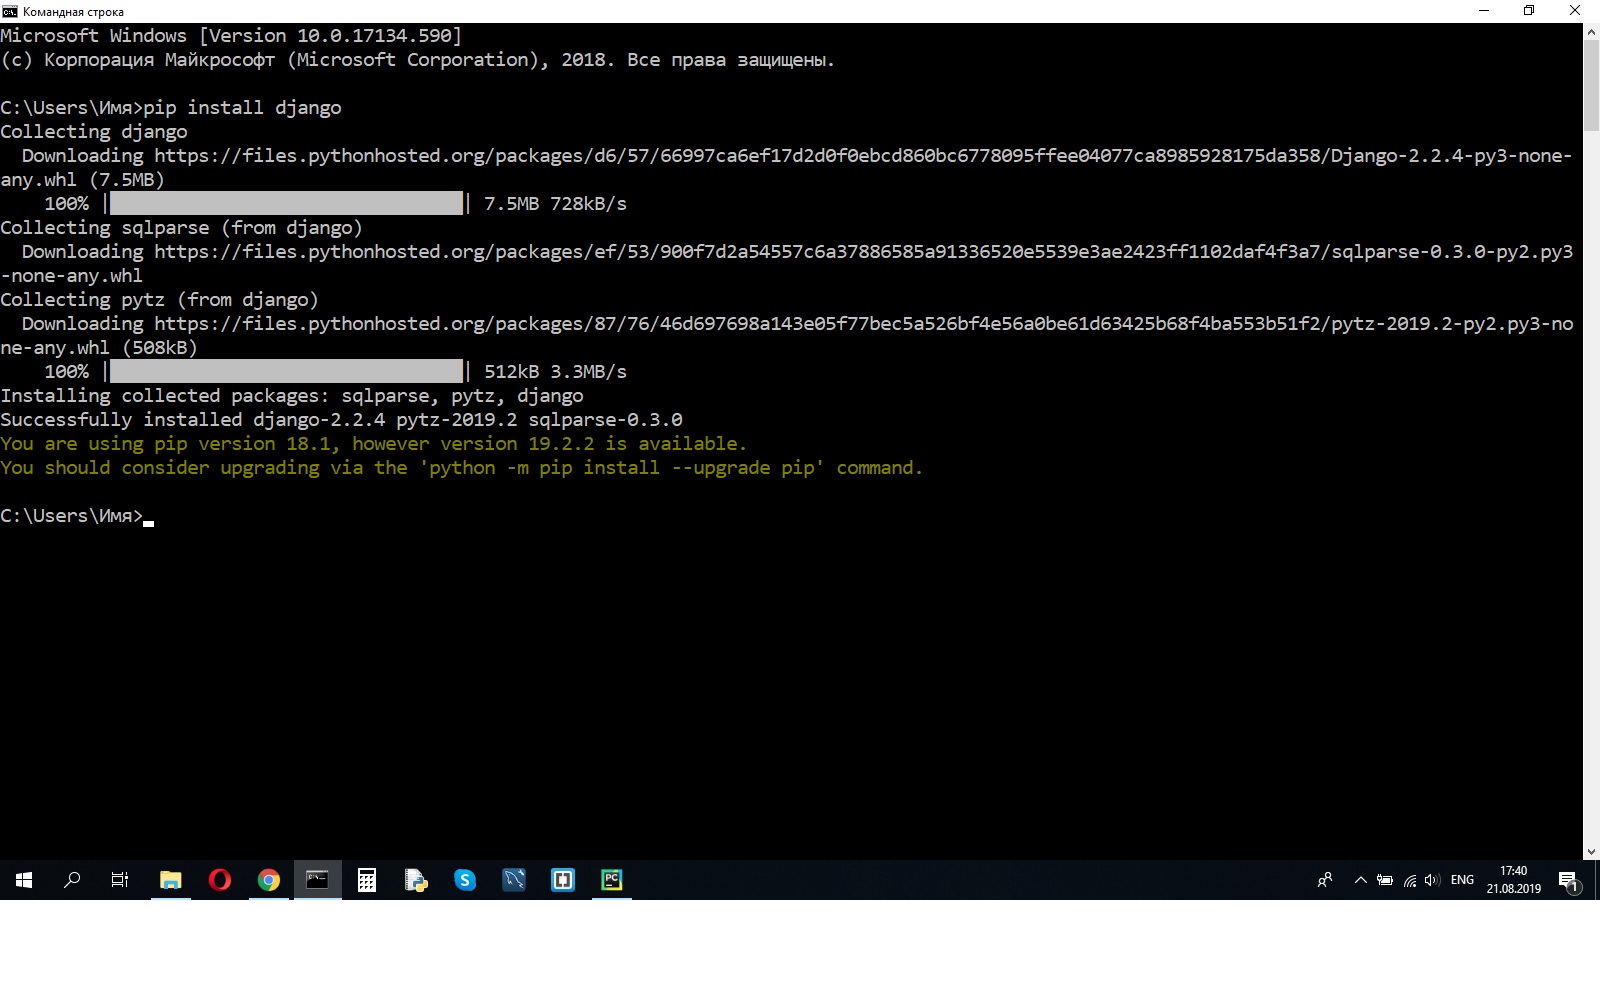 Командная строка
Microsoft Windows [Version 10.0.17134.590]
(c) Корпорация Майкрософт (Microsoft Corporation), 2018. Все права защищены.
C:\Users\Имя>pip install django
Collecting django
Downloading https://files.pythonhosted.org/packages/d6/57/66997ca6ef17d2d0f0ebcd860bc6778095ffee04077ca8985928175da358/Django-2.2.4-py3-none-
any.whl (7.5MB)
100% | | 7.5MB 728kB/s
Collecting sqlparse (from django)
Downloading https://files.pythonhosted.org/packages/ef/53/900f7d2a54557c6a37886585a91336520e5539e3ae2423ff1102daf4f3a7/sqlparse-0.3.0-py2.py3
-none-any.whl
Collecting pytz (from django)
Downloading https://files.pythonhosted.org/packages/87/76/46d697698a143e05f77bec5a526bf4e56a0be61d63425b68f4ba553b51f2/pytz-2019.2-py2.py3-no
ne-any.whl (508kB)
100% | | 512kB 3.3MB/s
Installing collected packages: sqlparse, pytz, django
Successfully installed django-2.2.4 pytz-2019.2 sqlparse-0.3.0
You are using pip version 18.1, however version 19.2.2 is available.
You should consider upgrading via the 'python -m pip install --upgrade pip' command.
C:\Users\Имя>
ENG
17:40
21.08.2019
1